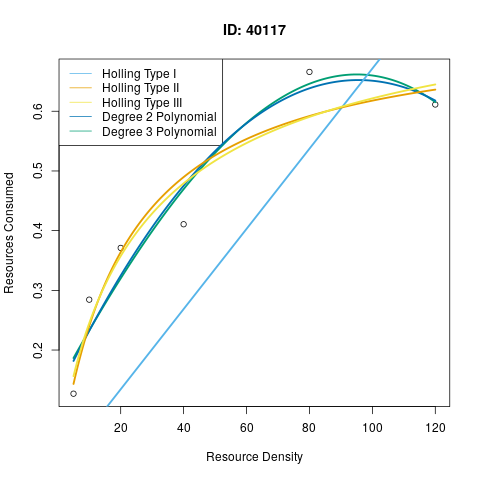 ID: 40117
Holling Type I
Holling Type II
Holling Type III
Degree 2 Polynomial
Degree 3 Polynomial
Resources Consumed
0.2
0.3
0.4
0.5
0.6
20
40
60
80
100
120
Resource Density